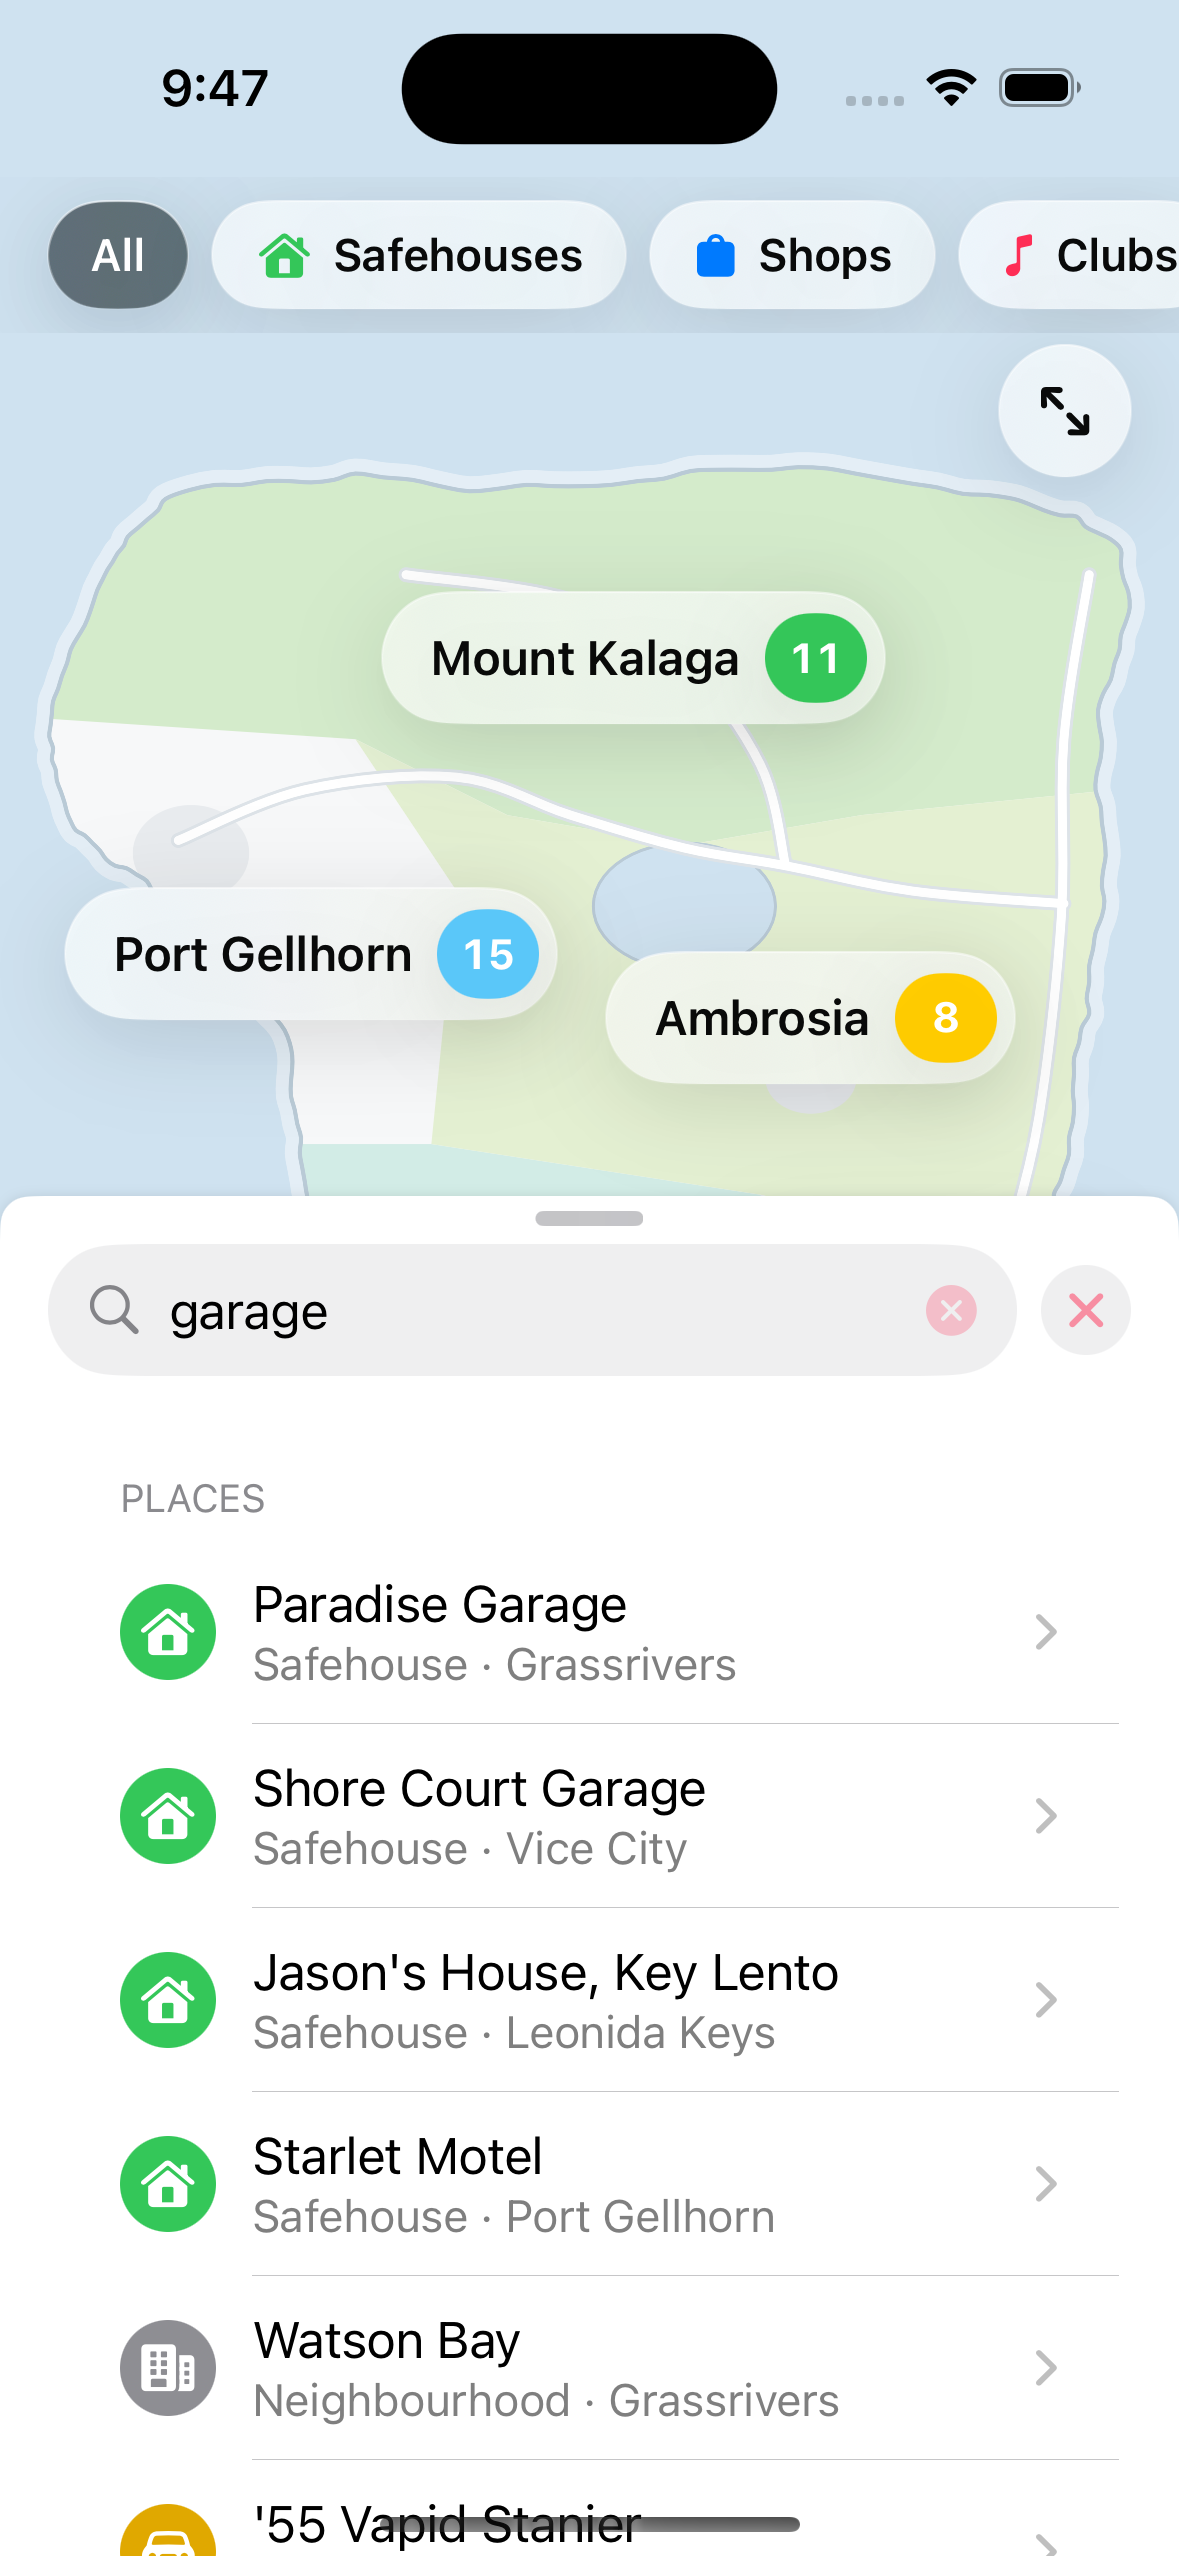 9:47
All
Safehouses
Shops
Clubs
Mount Kalaga 11
Port Gellhorn 15
Ambrosia 8
garage
PLACES
Paradise Garage
Safehouse · Grassrivers
Shore Court Garage
Safehouse · Vice City
Jason's House, Key Lento
Safehouse · Leonida Keys
Starlet Motel
Safehouse · Port Gellhorn
Watson Bay
Neighbourhood · Grassrivers
'55 Vapid Stanier